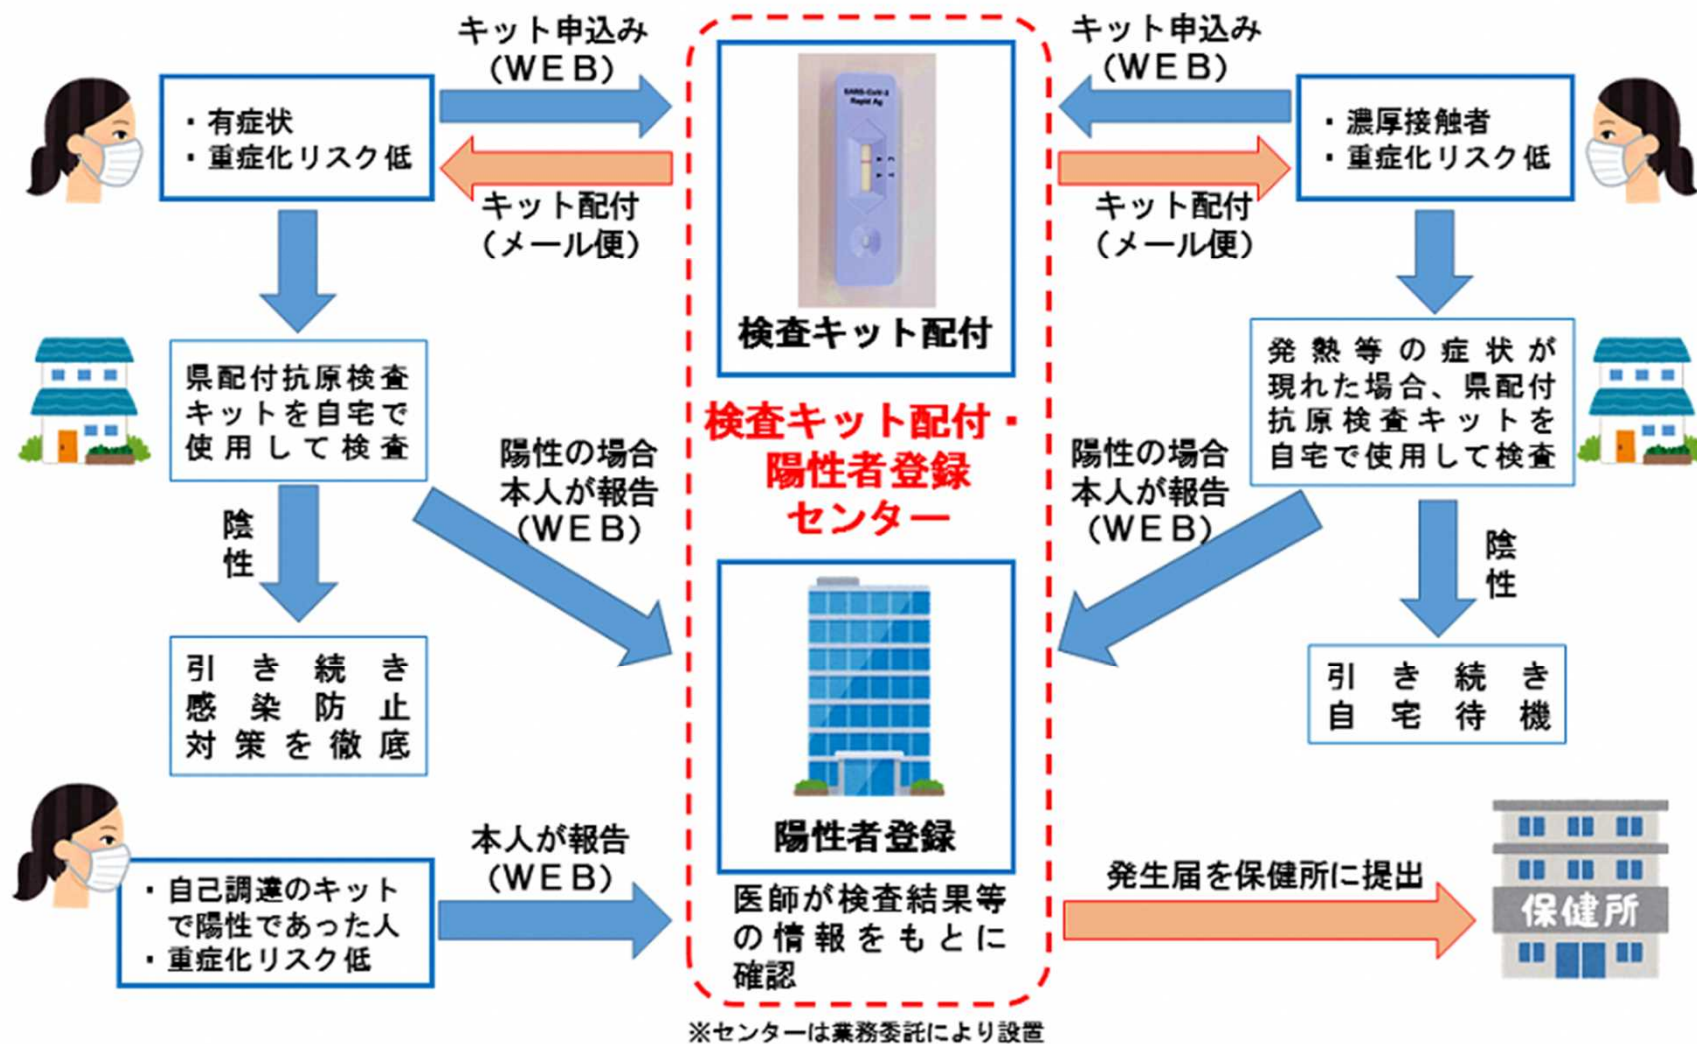 キット申込み
（WEB）
・有症状
・重症化リスク低
キット配付
（メール便）
SARS-CoV-2
Rapid Ag
検査キット配付
キット申込み
（WEB）
・濃厚接触者
・重症化リスク低
キット配付
（メール便）
県配付抗原検査
キットを自宅で
使用して検査
陽性の場合
本人が報告
（WEB）
検査キット配付・
陽性者登録
センター
陽性の場合
本人が報告
（WEB）
発熱等の症状が
現れた場合、県配付
抗原検査キットを
自宅で使用して検査
陰
性
陰
性
引き続き
感染防止
対策を徹底
引き続き
自宅待機
陽性者登録
医師が検査結果等
の情報をもとに
確認
・自己調達のキット
で陽性であった人
・重症化リスク低
本人が報告
（WEB）
発生届を保健所に提出
保健所
※センターは業務委託により設置